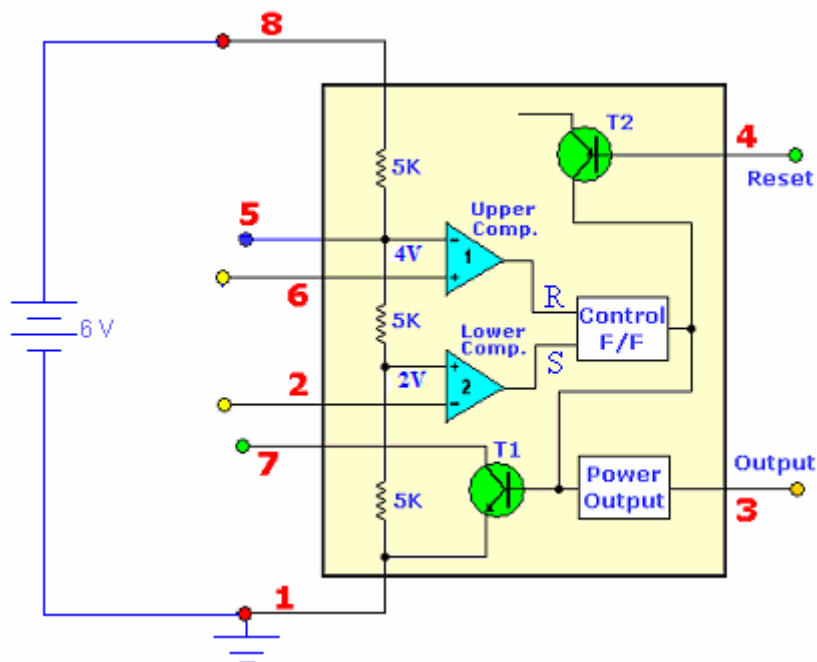 8
T2
4
Reset
5K
5
Upper
Comp.
4V
-
1
+
6
R
Control
F/F
6 V
5K
Lower
Comp.
S
+
2V
2
-
2
7
T1
Output
5K
Power
Output
3
1